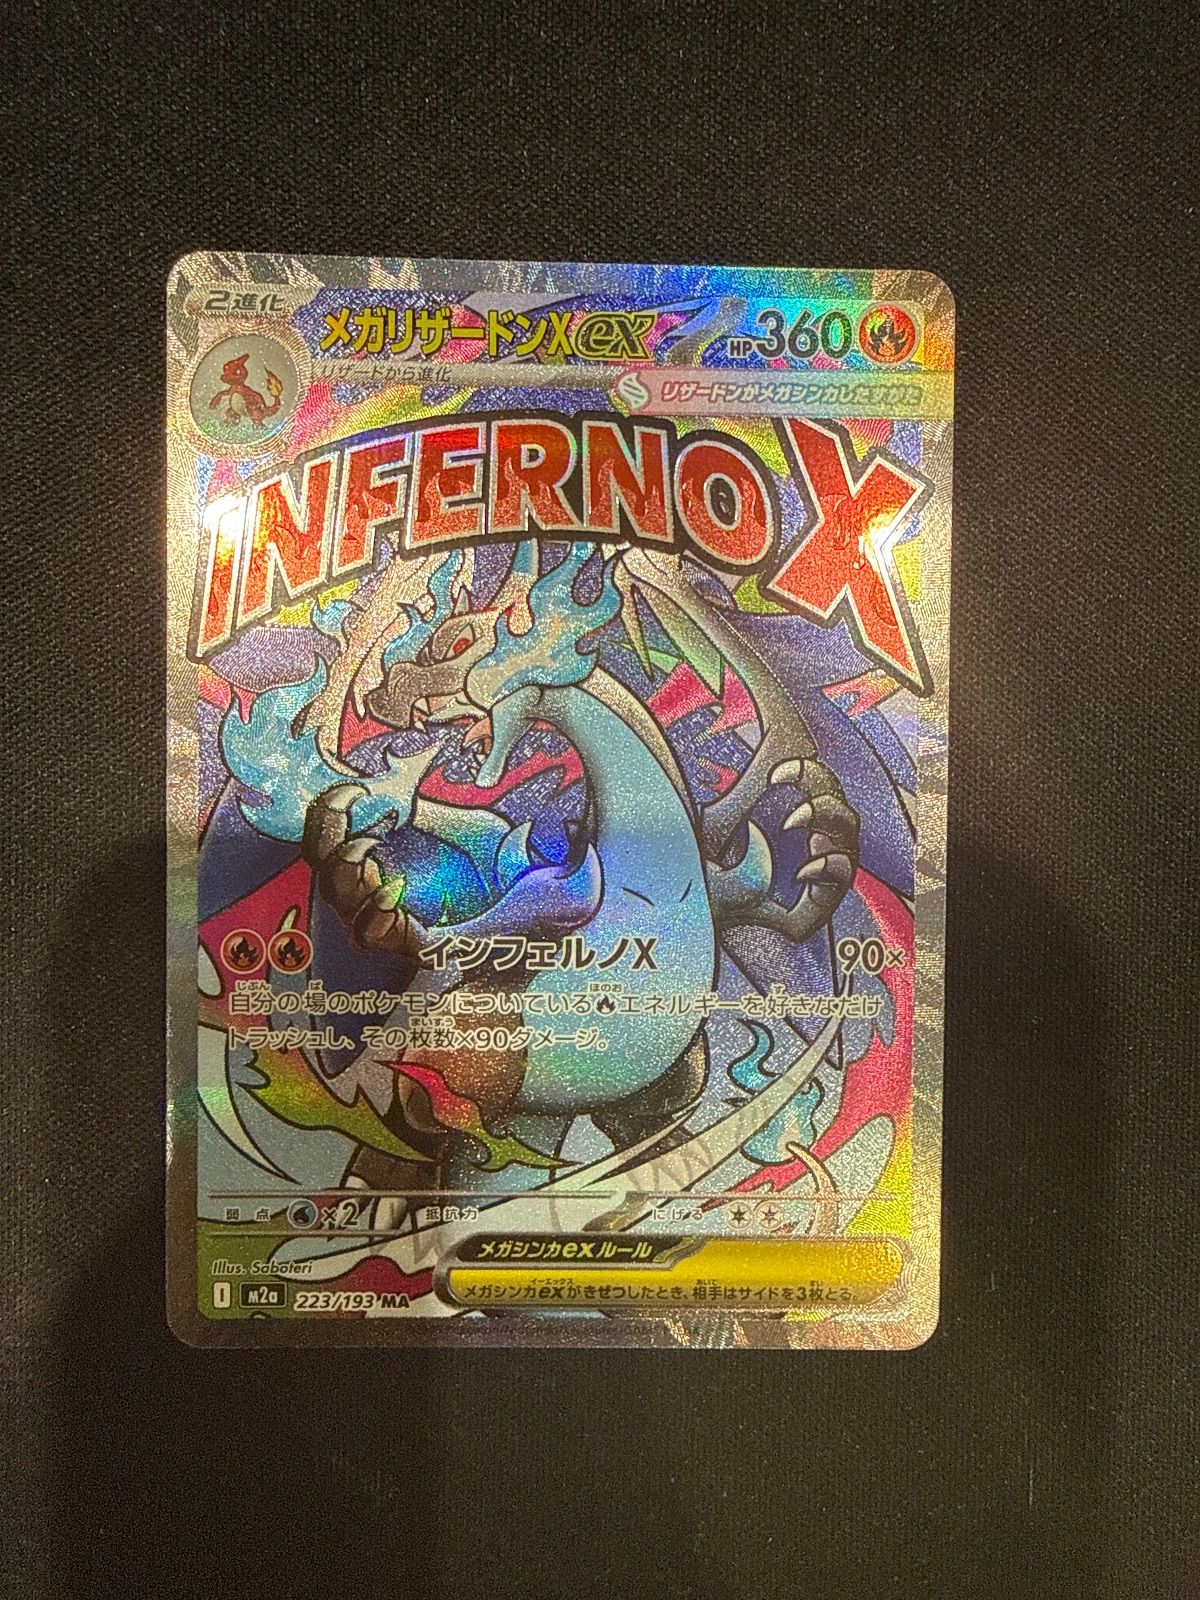 2進化
メガリザードンXex
HP360
リザードから進化
リザードンがメガシンカしたすがた
INFERNO X
インフェルノX 90×
自分の場のポケモンについているエネルギーを好きなだけ
トラッシュし、その枚数×90ダメージ。
弱点 ×2 抵抗力 にげる
メガシンカexルール
メガシンカexがきぜつしたとき、相手はサイドを3枚とる。
Illus. Saboteri
I m2a 223/193 MA